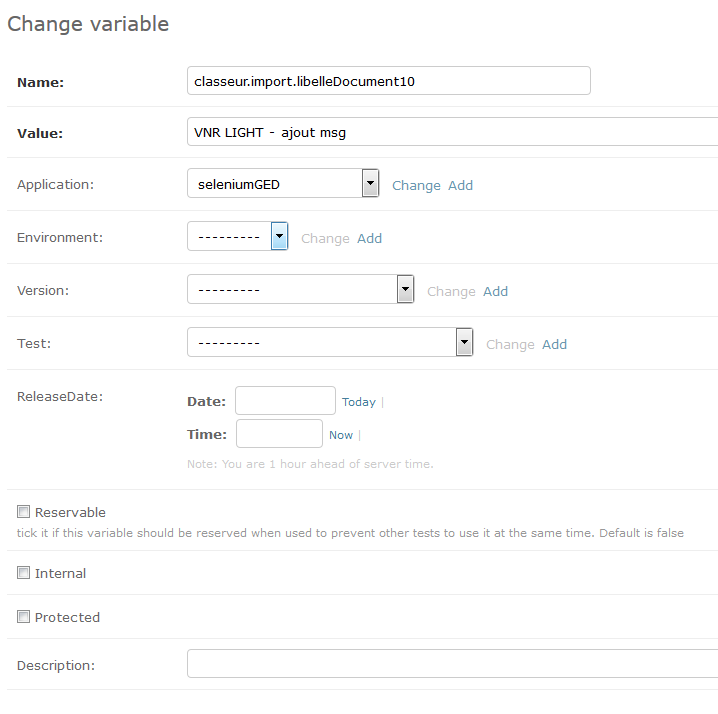 Change variable
Name: classeur.import.libelleDocument10
Value: VNR LIGHT - ajout msg
Application: seleniumGED Change Add
Environment: --------- Change Add
Version: --------- Change Add
Test: --------- Change Add
ReleaseDate:
Date: Today |
Time: Now |
Note: You are 1 hour ahead of server time.
Reservable
tick it if this variable should be reserved when used to prevent other tests to use it at the same time. Default is false
Internal
Protected
Description: